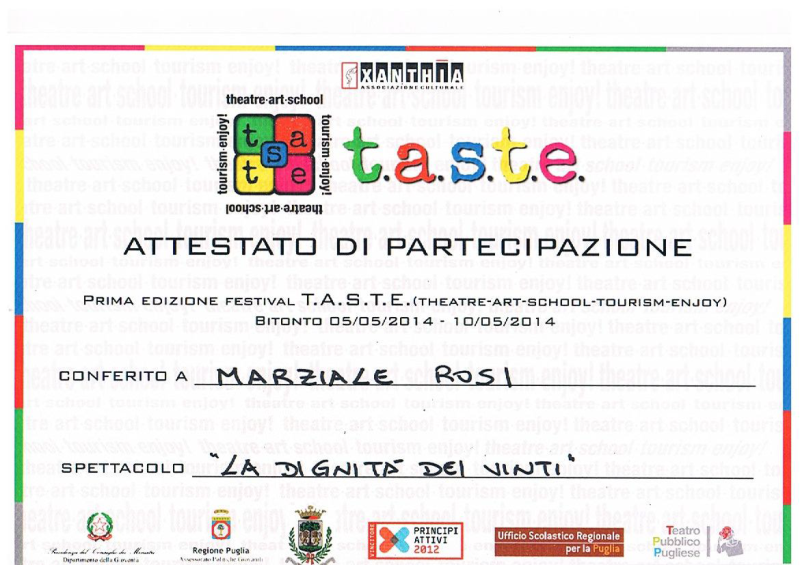 XANTHIA
ASSOCIAZIONE CULTURALE
theatre-art-school
tourism-enjoy!
t a s t e
tourism-enjoy!
theatre-art-school
t.a.s.t.e.
ATTESTATO DI PARTECIPAZIONE
PRIMA EDIZIONE FESTIVAL T.A.S.T.E.(THEATRE-ART-SCHOOL-TOURISM-ENJOY)
BITONTO 05/05/2014 - 10/05/2014
CONFERITO A MARZIALE ROSI
SPETTACOLO "LA DIGNITÀ DEI VINTI"
Presidenza del Consiglio dei Ministri
Dipartimento della Gioventù
Regione Puglia
Assessorato Politiche Giovanili
VINCITORE
PRINCIPI
ATTIVI
2012
Ufficio Scolastico Regionale
per la Puglia
Teatro
Pubblico
Pugliese